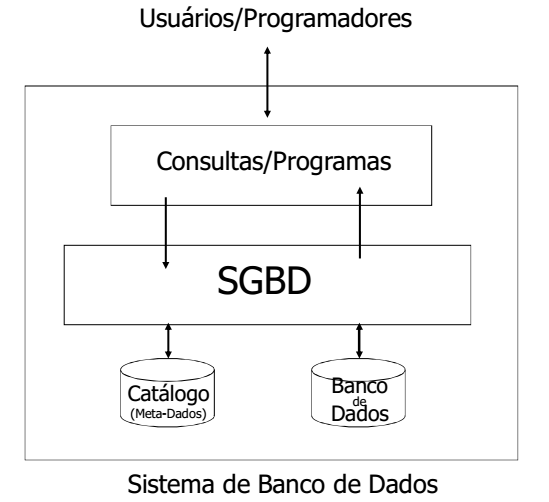 Usuários/Programadores
Consultas/Programas
SGBD
Catálogo
(Meta-Dados)
Banco
de
Dados
Sistema de Banco de Dados